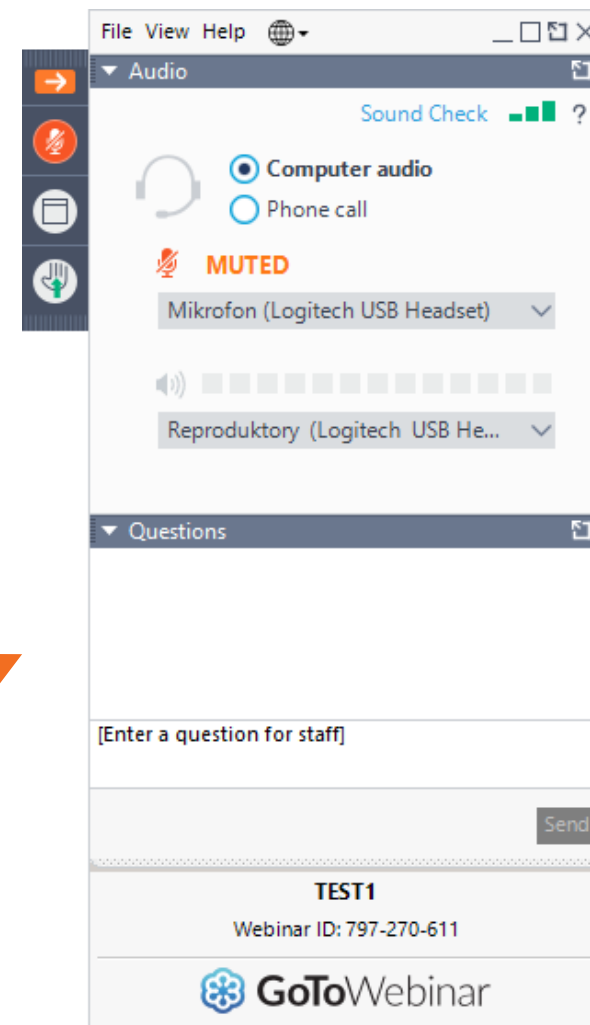 File View Help
Audio
Sound Check ?
Computer audio
Phone call
MUTED
Mikrofon (Logitech USB Headset)
Reproduktory (Logitech USB He...
Questions
[Enter a question for staff]
Send
TEST1
Webinar ID: 797-270-611
GoToWebinar